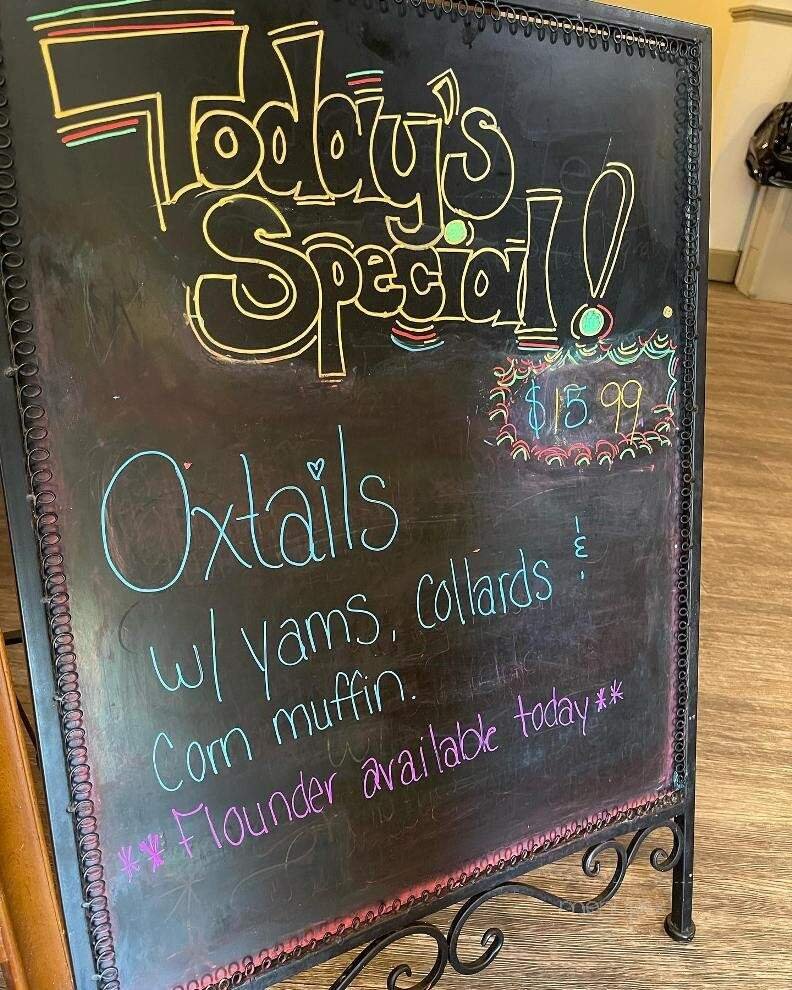 Today's
Special!
$15.99
Oxtails
w/ yams, collards &
Corn muffin.
** Flounder available today **